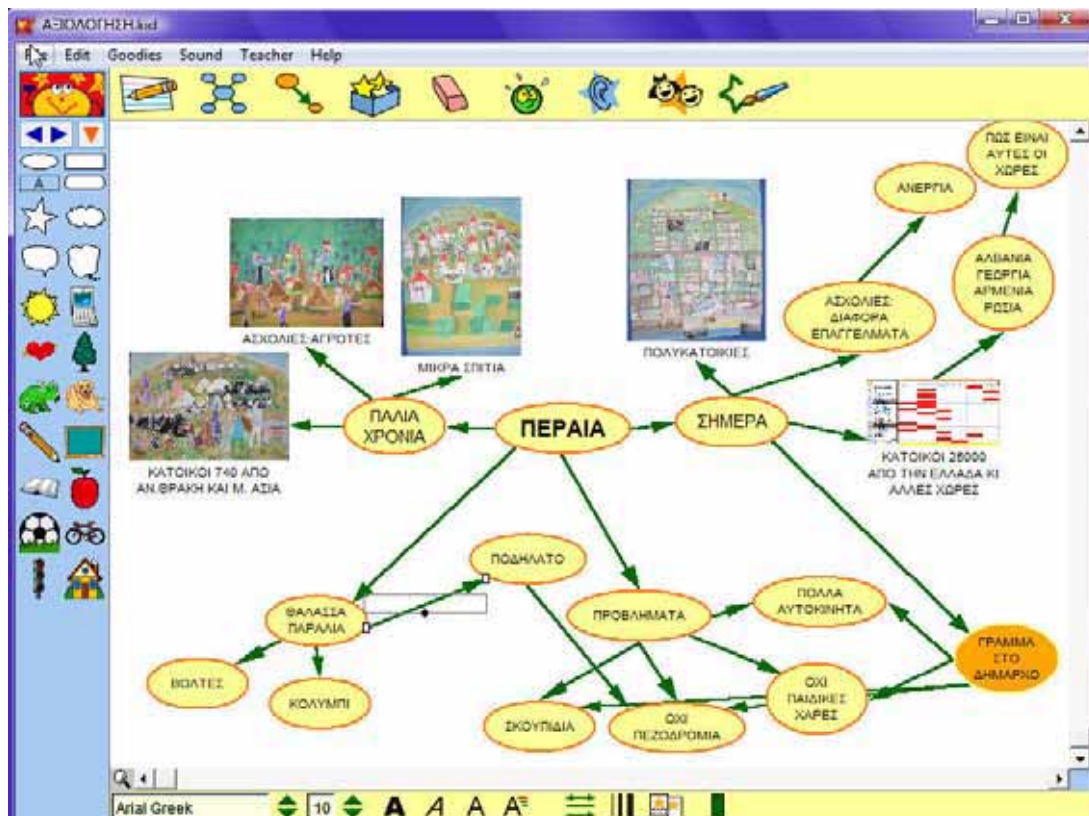 ΑΞΙΟΛΟΓΗΣΗ.kid
Edit Goodies Sound Teacher Help
ΠΩΣ ΕΙΝΑΙ
ΑΥΤΕΣ ΟΙ
ΧΩΡΕΣ
ΑΝΕΡΓΙΑ
ΑΛΒΑΝΙΑ
ΓΕΩΡΓΙΑ
ΑΡΜΕΝΙΑ
ΡΩΣΙΑ
ΑΣΧΟΛΙΕΣ:
ΔΙΑΦΟΡΑ
ΕΠΑΓΓΕΛΜΑΤΑ
ΑΣΧΟΛΙΕΣ:ΑΓΡΟΤΕΣ
ΜΙΚΡΑ ΣΠΙΤΙΑ
ΠΟΛΥΚΑΤΟΙΚΙΕΣ
ΠΑΛΙΑ
ΧΡΟΝΙΑ
ΠΕΡΑΙΑ
ΣΗΜΕΡΑ
ΚΑΤΟΙΚΟΙ 740 ΑΠΟ
ΑΝ.ΘΡΑΚΗ ΚΑΙ Μ. ΑΣΙΑ
ΚΑΤΟΙΚΟΙ 26000
ΑΠΟ ΤΗΝ ΕΛΛΑΔΑ ΚΙ
ΑΛΛΕΣ ΧΩΡΕΣ
ΠΟΔΗΛΑΤΟ
ΘΑΛΑΣΣΑ
ΠΑΡΑΛΙΑ
ΠΡΟΒΛΗΜΑΤΑ
ΠΟΛΛΑ
ΑΥΤΟΚΙΝΗΤΑ
ΓΡΑΜΜΑ
ΣΤΟ
ΔΗΜΑΡΧΟ
ΒΟΛΤΕΣ
ΚΟΛΥΜΠΙ
ΟΧΙ
ΠΑΙΔΙΚΕΣ
ΧΑΡΕΣ
ΣΚΟΥΠΙΔΙΑ
ΟΧΙ
ΠΕΖΟΔΡΟΜΙΑ
Arial Greek 10 A A A A